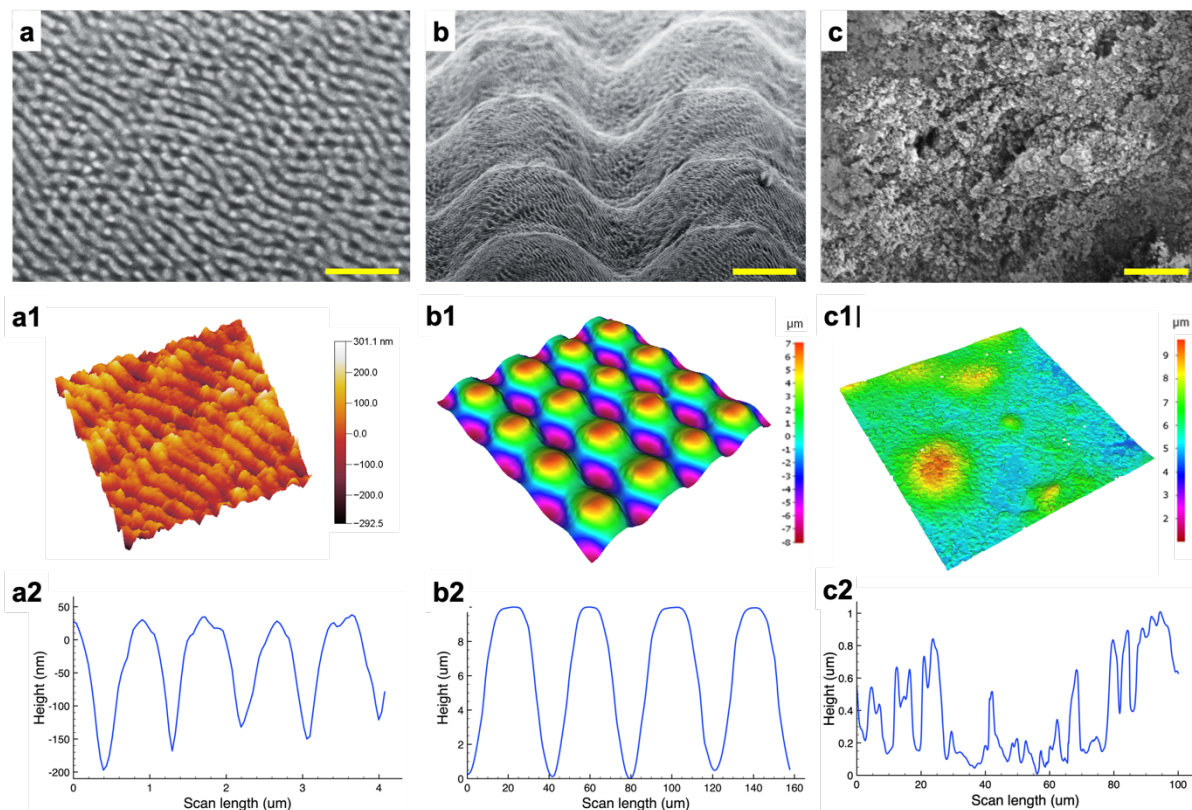 a
b
c
a1
301.1 nm
200.0
100.0
0.0
−100.0
−200.0
−292.5
b1
µm
7
6
5
4
3
2
1
0
-1
-2
-3
-4
-5
-6
-7
-8
c1|
µm
9
8
7
6
5
4
3
2
a2
Height (nm)
50
0
-50
-100
-150
-200
0 1 2 3 4
Scan length (um)
b2
Height (um)
8
6
4
2
0
0 20 40 60 80 100 120 140 160
Scan length (um)
c2
Height (um)
1
0.8
0.6
0.4
0.2
0
0 20 40 60 80 100
Scan length (um)